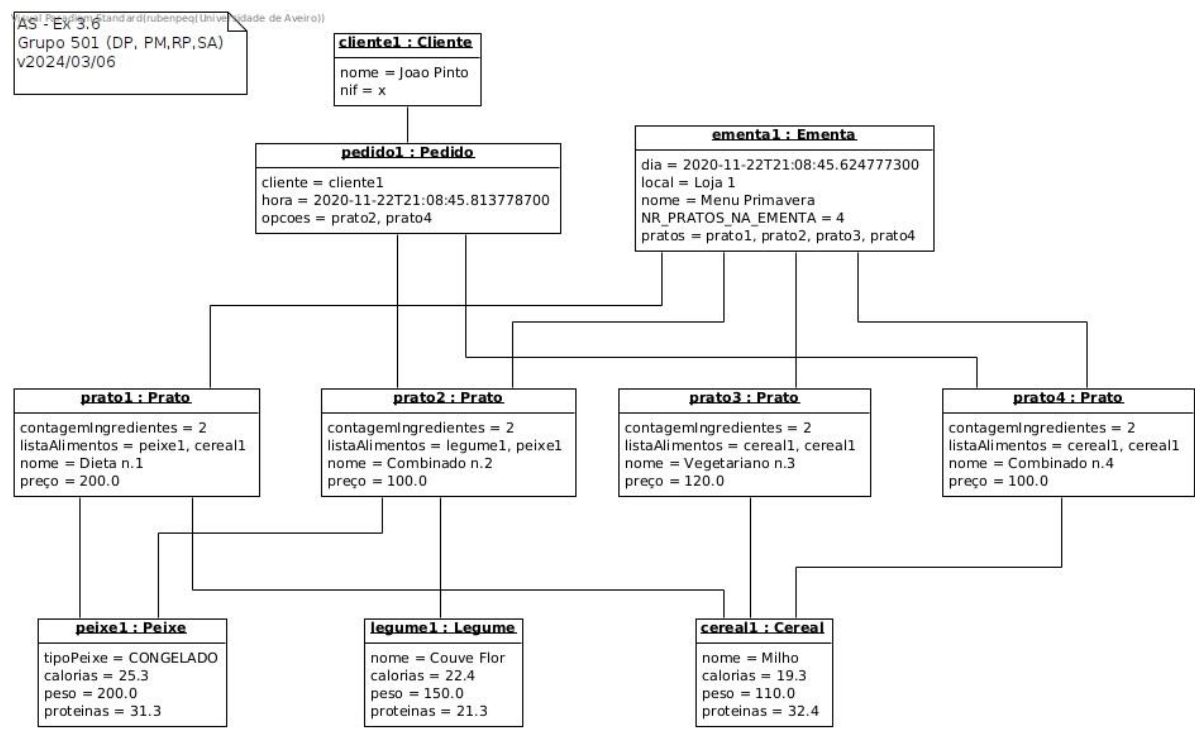 Visual Paradigm Standard(rubenpeq(Universidade de Aveiro))
AS - Ex 3.6
Grupo 501 (DP, PM,RP,SA)
v2024/03/06
cliente1 : Cliente
nome = Joao Pinto
nif = x
pedido1 : Pedido
cliente = cliente1
hora = 2020-11-22T21:08:45.813778700
opcoes = prato2, prato4
ementa1 : Ementa
dia = 2020-11-22T21:08:45.624777300
local = Loja 1
nome = Menu Primavera
NR_PRATOS_NA_EMENTA = 4
pratos = prato1, prato2, prato3, prato4
prato1 : Prato
contagemIngredientes = 2
listaAlimentos = peixe1, cereal1
nome = Dieta n.1
preço = 200.0
prato2 : Prato
contagemIngredientes = 2
listaAlimentos = legume1, peixe1
nome = Combinado n.2
preço = 100.0
prato3 : Prato
contagemIngredientes = 2
listaAlimentos = cereal1, cereal1
nome = Vegetariano n.3
preço = 120.0
prato4 : Prato
contagemIngredientes = 2
listaAlimentos = cereal1, cereal1
nome = Combinado n.4
preço = 100.0
peixe1 : Peixe
tipoPeixe = CONGELADO
calorias = 25.3
peso = 200.0
proteinas = 31.3
legume1 : Legume
nome = Couve Flor
calorias = 22.4
peso = 150.0
proteinas = 21.3
cereal1 : Cereal
nome = Milho
calorias = 19.3
peso = 110.0
proteinas = 32.4